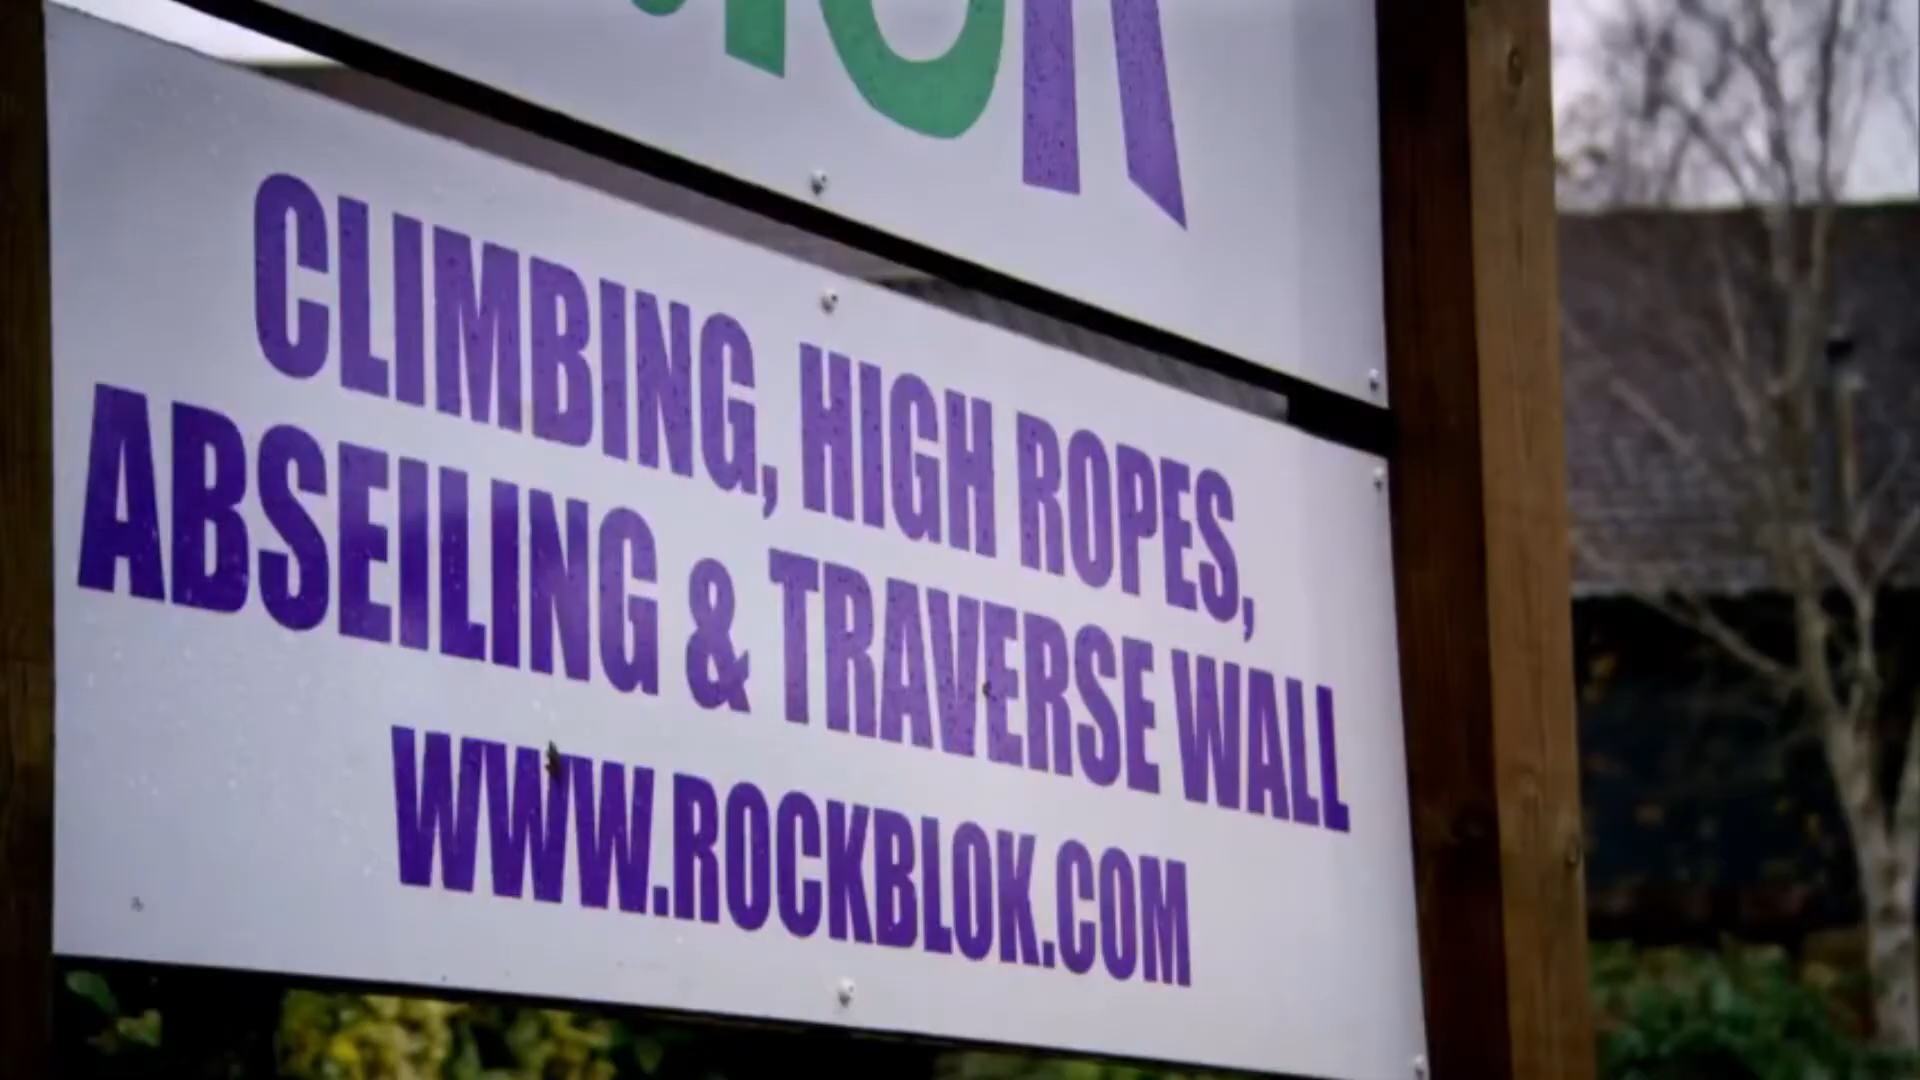 CLIMBING, HIGH ROPES,
ABSEILING & TRAVERSE WALL
WWW.ROCKBLOK.COM